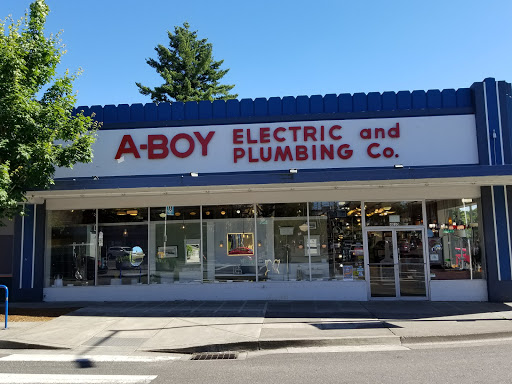 A-BOY ELECTRIC and
PLUMBING Co.